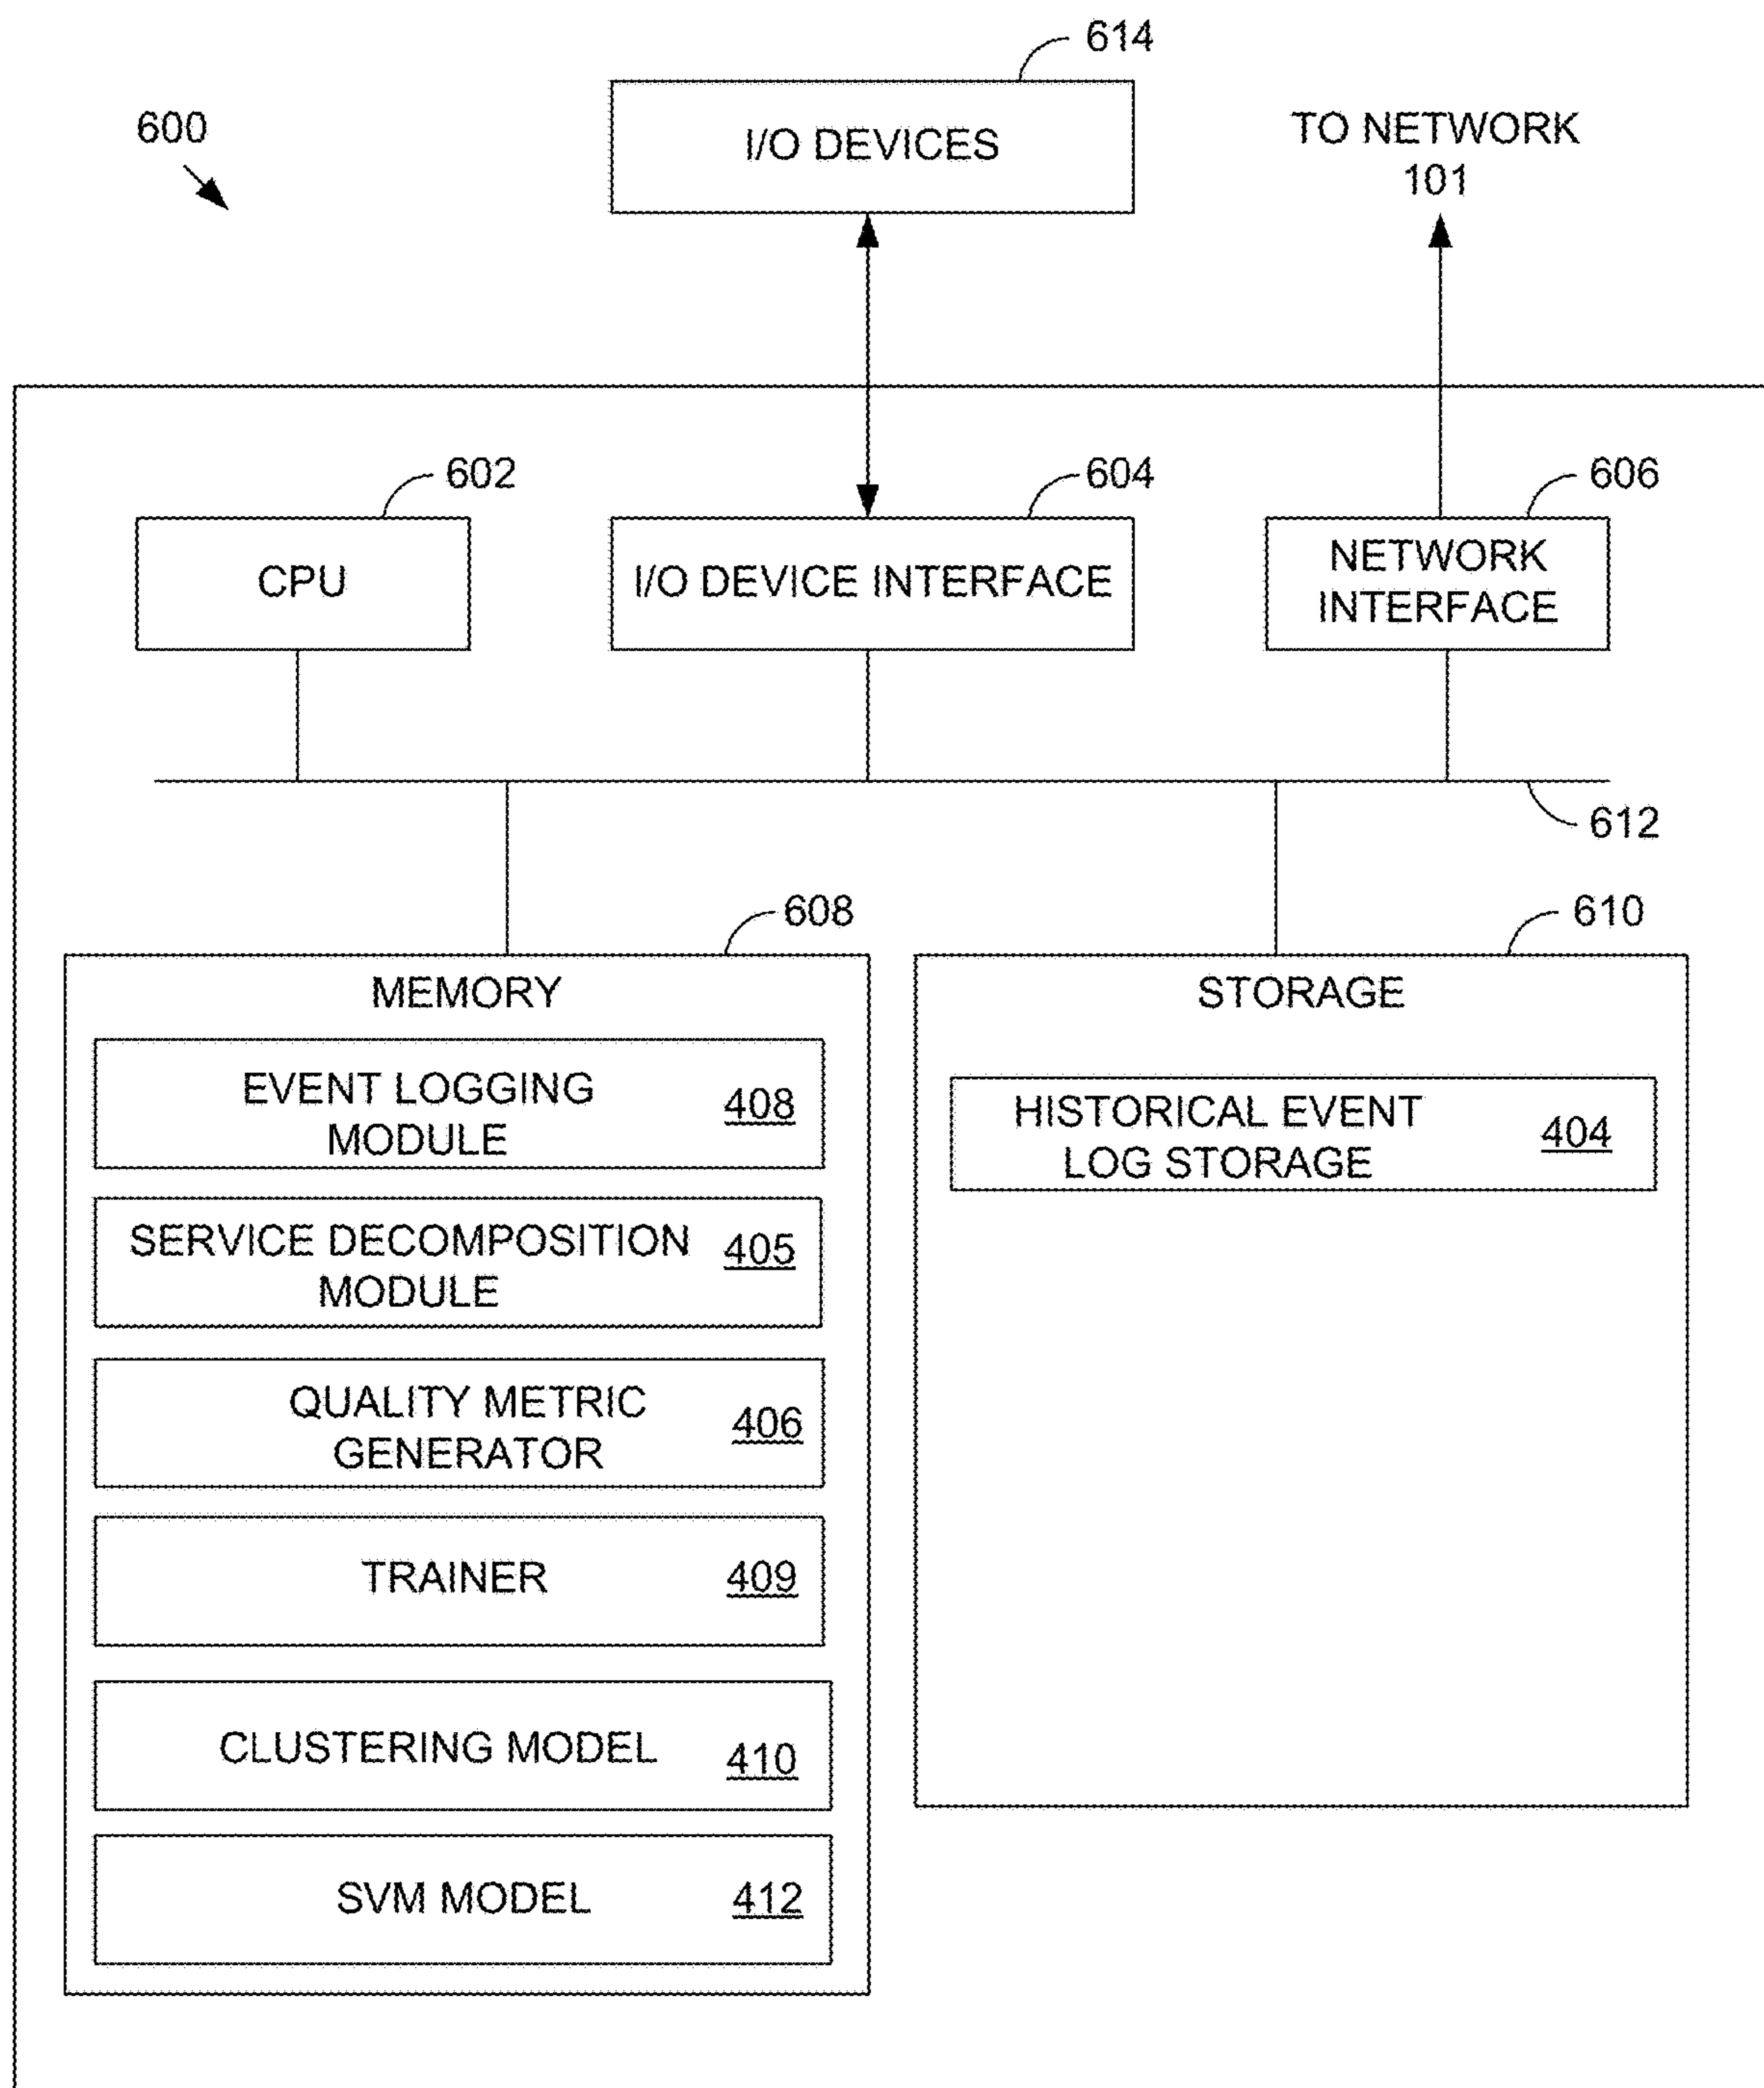 614
I/O DEVICES
600
TO NETWORK
101
602
604
606
CPU
I/O DEVICE INTERFACE
NETWORK
INTERFACE
612
608
610
MEMORY
STORAGE
EVENT LOGGING
MODULE
408
HISTORICAL EVENT
LOG STORAGE
404
SERVICE DECOMPOSITION
MODULE
405
QUALITY METRIC
GENERATOR
406
TRAINER
409
CLUSTERING MODEL
410
SVM MODEL
412